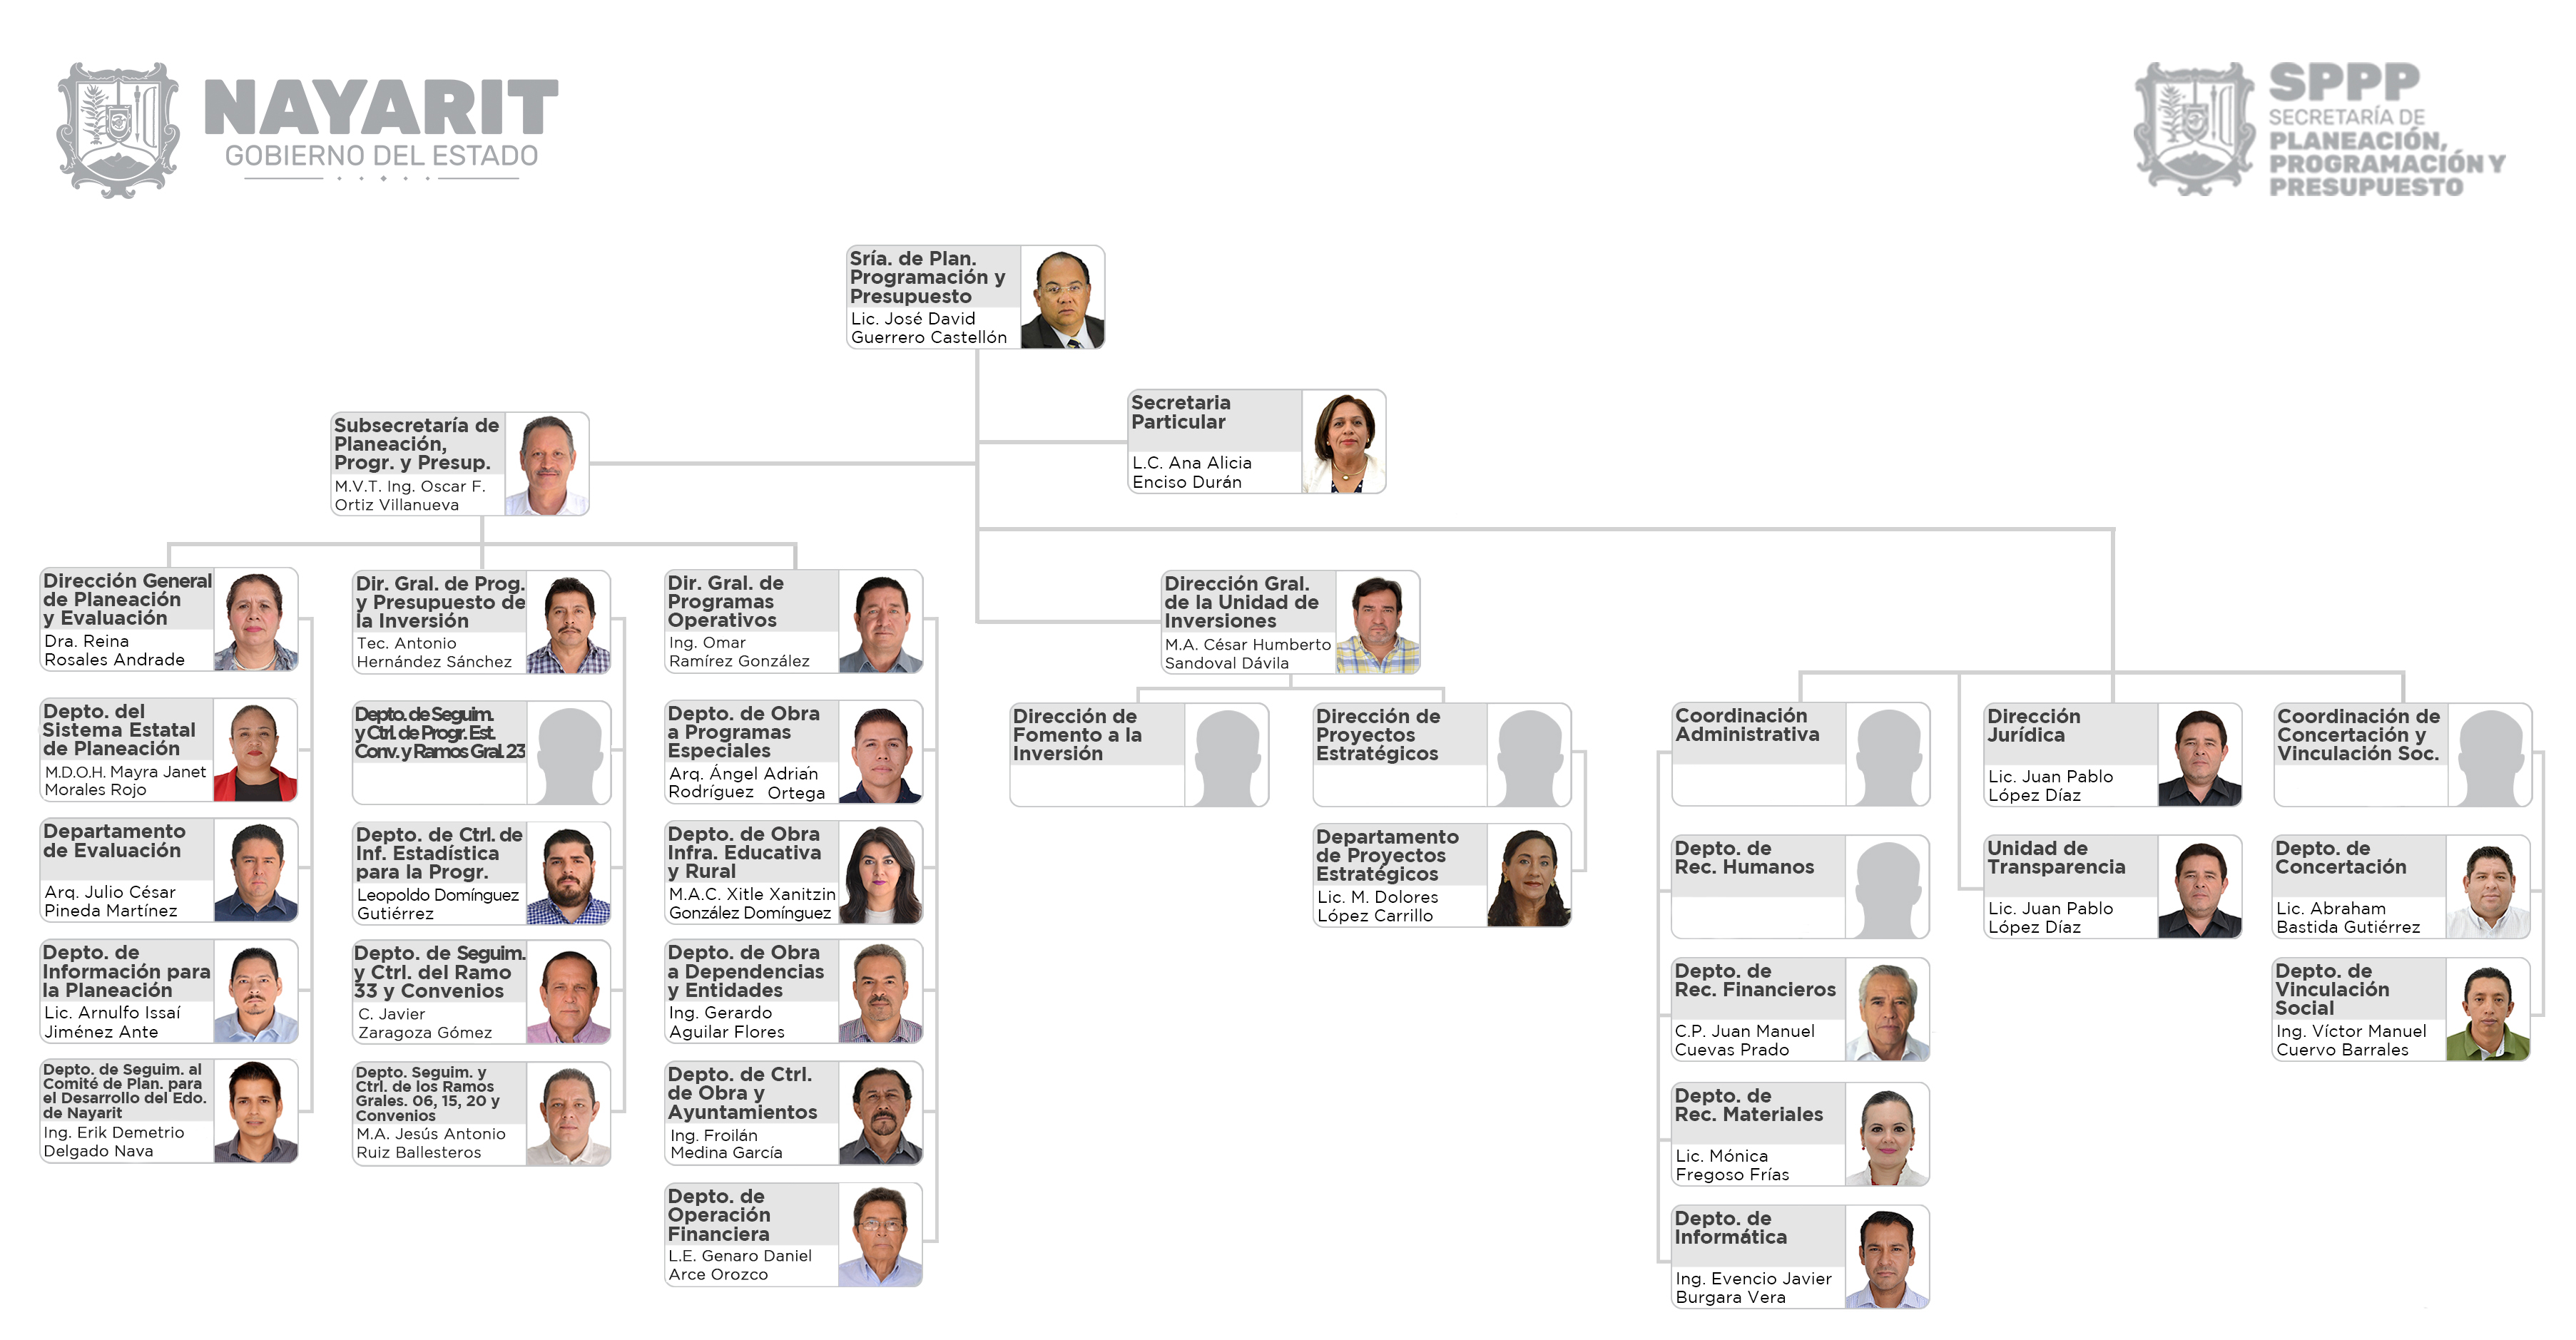 NAYARIT
GOBIERNO DEL ESTADO
SPPP
SECRETARÍA DE
PLANEACIÓN,
PROGRAMACIÓN Y
PRESUPUESTO
Sría. de Plan.
Programación y
Presupuesto
Lic. José David
Guerrero Castellón
Secretaria
Particular
L.C. Ana Alicia
Enciso Durán
Subsecretaría de
Planeación,
Progr. y Presup.
M.V.T. Ing. Oscar F.
Ortiz Villanueva
Dirección General
de Planeación
y Evaluación
Dra. Reina
Rosales Andrade
Depto. del
Sistema Estatal
de Planeación
M.D.O.H. Mayra Janet
Morales Rojo
Departamento
de Evaluación
Arq. Julio César
Pineda Martínez
Depto. de
Información para
la Planeación
Lic. Arnulfo Issaí
Jiménez Ante
Depto. de Seguim. al
Comité de Plan. para
el Desarrollo del Edo.
de Nayarit
Ing. Erik Demetrio
Delgado Nava
Dir. Gral. de Prog.
y Presupuesto de
la Inversión
Tec. Antonio
Hernández Sánchez
Depto. de Seguim.
y Ctrl. de Progr. Est.
Conv. y Ramos Gral. 23
Depto. de Ctrl. de
Inf. Estadística
para la Progr.
Leopoldo Domínguez
Gutiérrez
Depto. de Seguim.
y Ctrl. del Ramo
33 y Convenios
C. Javier
Zaragoza Gómez
Depto. Seguim. y
Ctrl. de los Ramos
Grales. 06, 15, 20 y
Convenios
M.A. Jesús Antonio
Ruiz Ballesteros
Dir. Gral. de
Programas
Operativos
Ing. Omar
Ramírez González
Depto. de Obra
a Programas
Especiales
Arq. Ángel Adrián
Rodríguez Ortega
Depto. de Obra
Infra. Educativa
y Rural
M.A.C. Xitle Xanitzin
González Domínguez
Depto. de Obra
a Dependencias
y Entidades
Ing. Gerardo
Aguilar Flores
Depto. de Ctrl.
de Obra y
Ayuntamientos
Ing. Froilán
Medina García
Depto. de
Operación
Financiera
L.E. Genaro Daniel
Arce Orozco
Dirección Gral.
de la Unidad de
Inversiones
M.A. César Humberto
Sandoval Dávila
Dirección de
Fomento a la
Inversión
Dirección de
Proyectos
Estratégicos
Departamento
de Proyectos
Estratégicos
Lic. M. Dolores
López Carrillo
Coordinación
Administrativa
Depto. de
Rec. Humanos
Depto. de
Rec. Financieros
C.P. Juan Manuel
Cuevas Prado
Depto. de
Rec. Materiales
Lic. Mónica
Fregoso Frías
Depto. de
Informática
Ing. Evencio Javier
Burgara Vera
Dirección
Jurídica
Lic. Juan Pablo
López Díaz
Unidad de
Transparencia
Lic. Juan Pablo
López Díaz
Coordinación de
Concertación y
Vinculación Soc.
Depto. de
Concertación
Lic. Abraham
Bastida Gutiérrez
Depto. de
Vinculación
Social
Ing. Víctor Manuel
Cuervo Barrales